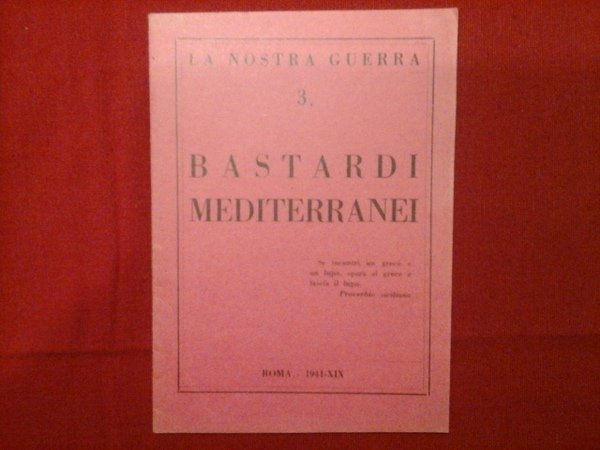 LA NOSTRA GUERRA
3.
BASTARDI
MEDITERRANEI
Se incontri un greco e
un lupo, spara al greco e
lascia il lupo.
Proverbio siciliano
ROMA - 1941-XIX